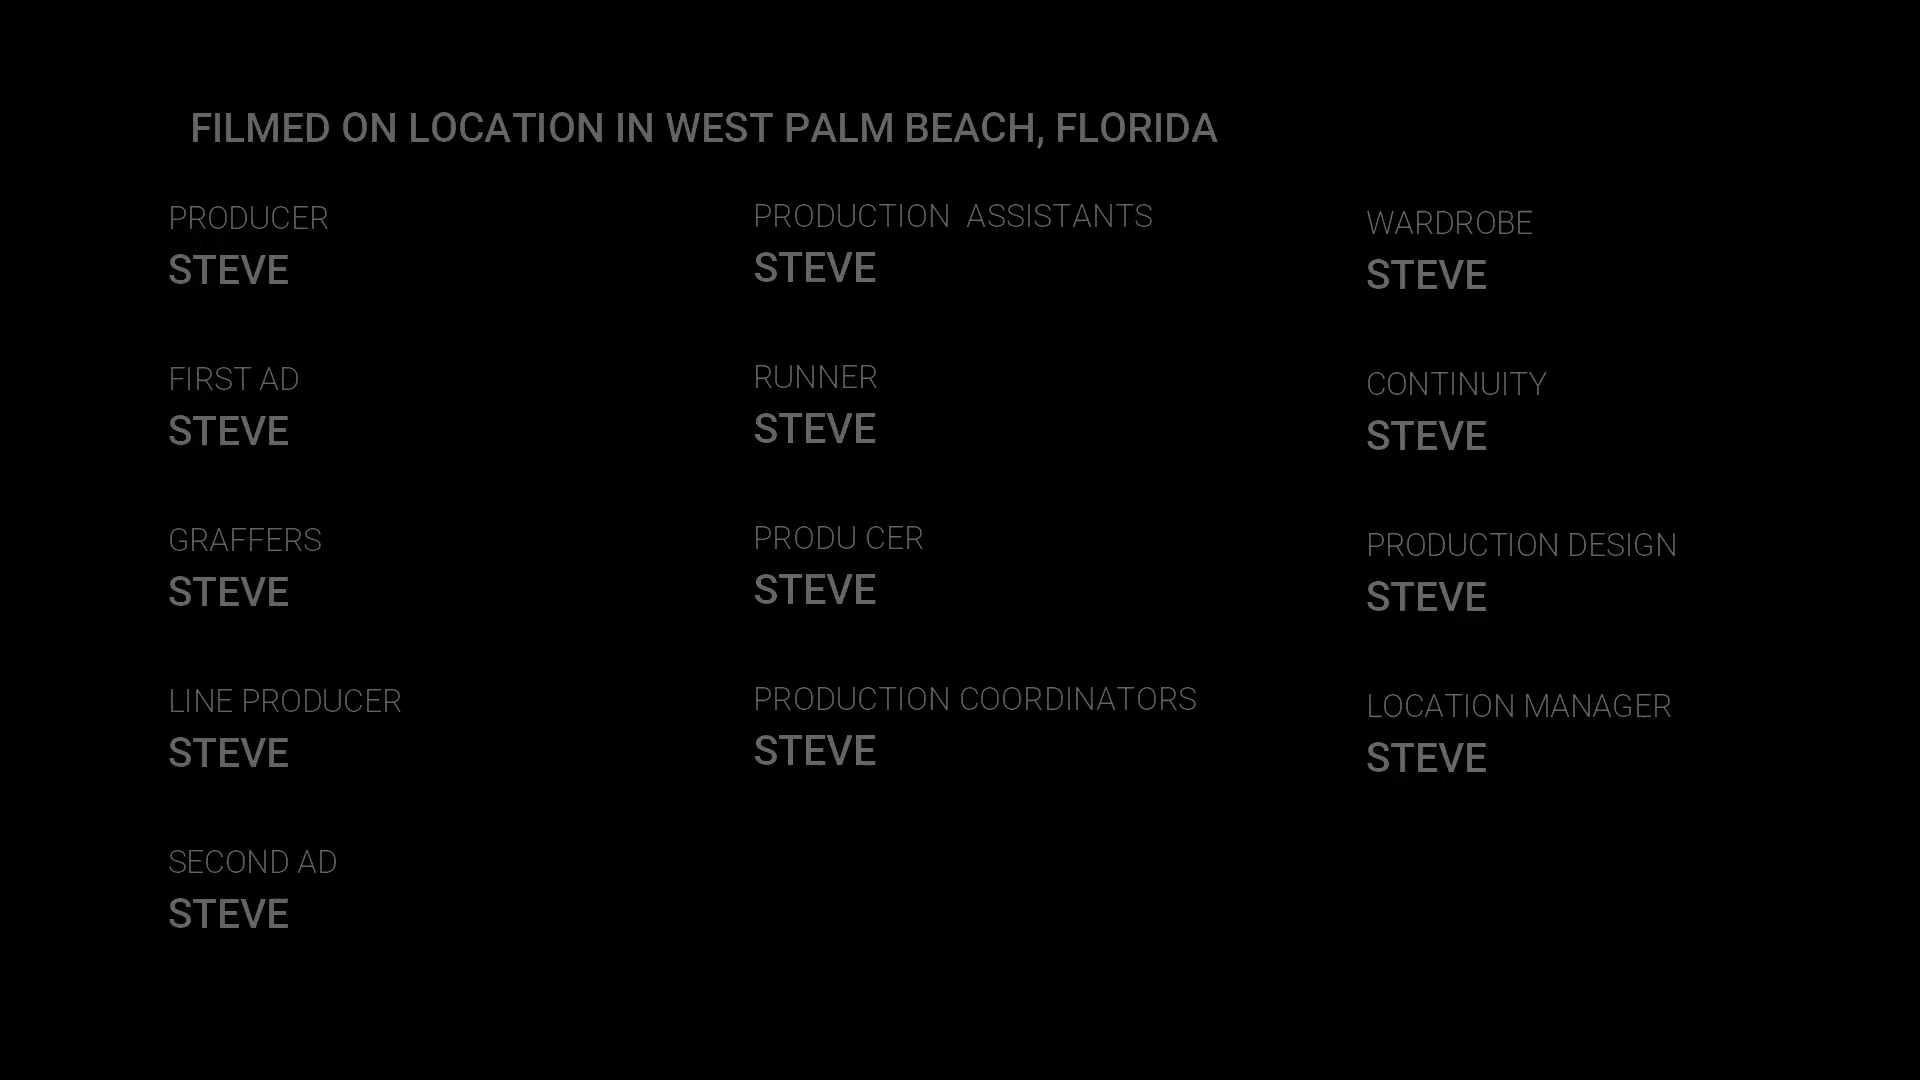 FILMED ON LOCATION IN WEST PALM BEACH, FLORIDA
PRODUCER
STEVE
FIRST AD
STEVE
GRAFFERS
STEVE
LINE PRODUCER
STEVE
SECOND AD
STEVE
PRODUCTION  ASSISTANTS
STEVE
RUNNER
STEVE
PRODU CER
STEVE
PRODUCTION COORDINATORS
STEVE
WARDROBE
STEVE
CONTINUITY
STEVE
PRODUCTION DESIGN
STEVE
LOCATION MANAGER
STEVE